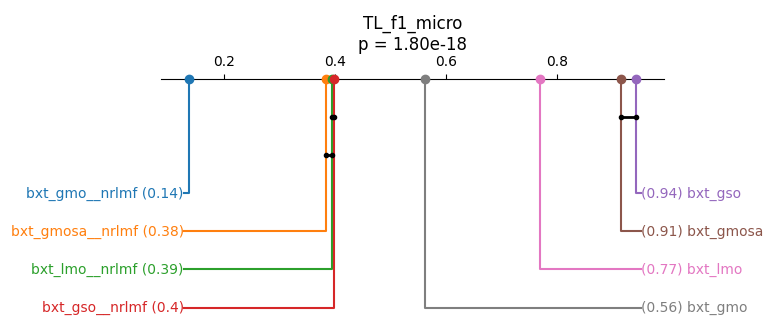 TL_f1_micro
p = 1.80e-18
0.2 0.4 0.6 0.8
bxt_gmo__nrlmf (0.14) (0.94) bxt_gso
bxt_gmosa__nrlmf (0.38) (0.91) bxt_gmosa
bxt_lmo__nrlmf (0.39) (0.77) bxt_lmo
bxt_gso__nrlmf (0.4) (0.56) bxt_gmo